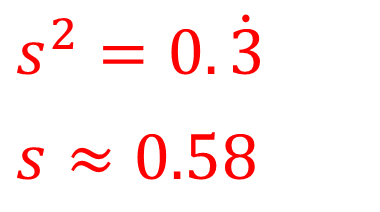 s² = 0.3̇
s ≈ 0.58